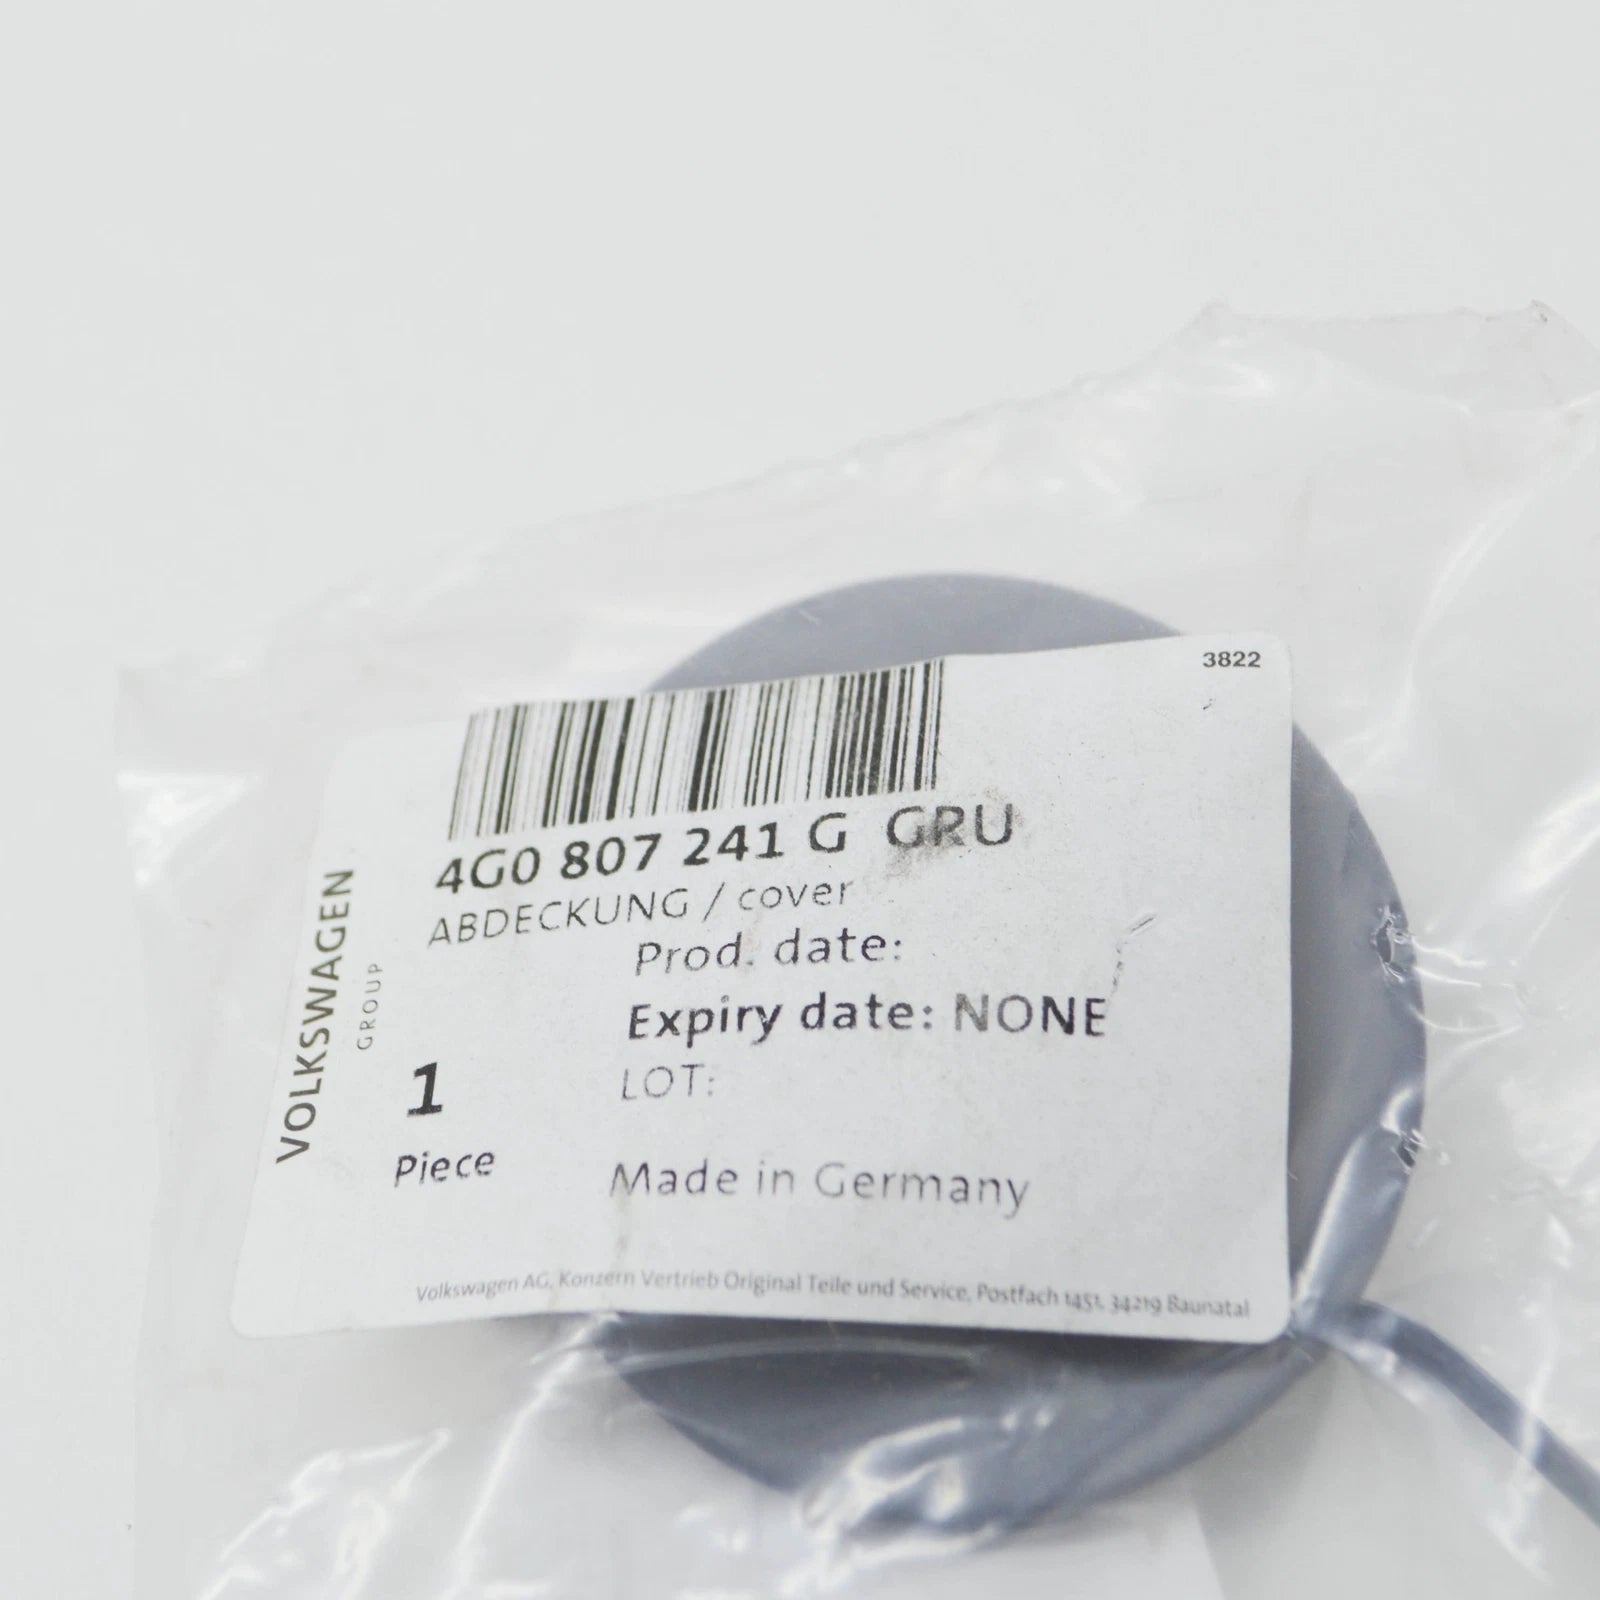 3822
4G0 807 241 G GRU
ABDECKUNG / cover
Prod. date:
Expiry date: NONE
LOT:
1
Piece
Made in Germany
VOLKSWAGEN
GROUP
Volkswagen AG, Konzern Vertrieb Original Teile und Service, Postfach 1451, 34219 Baunatal